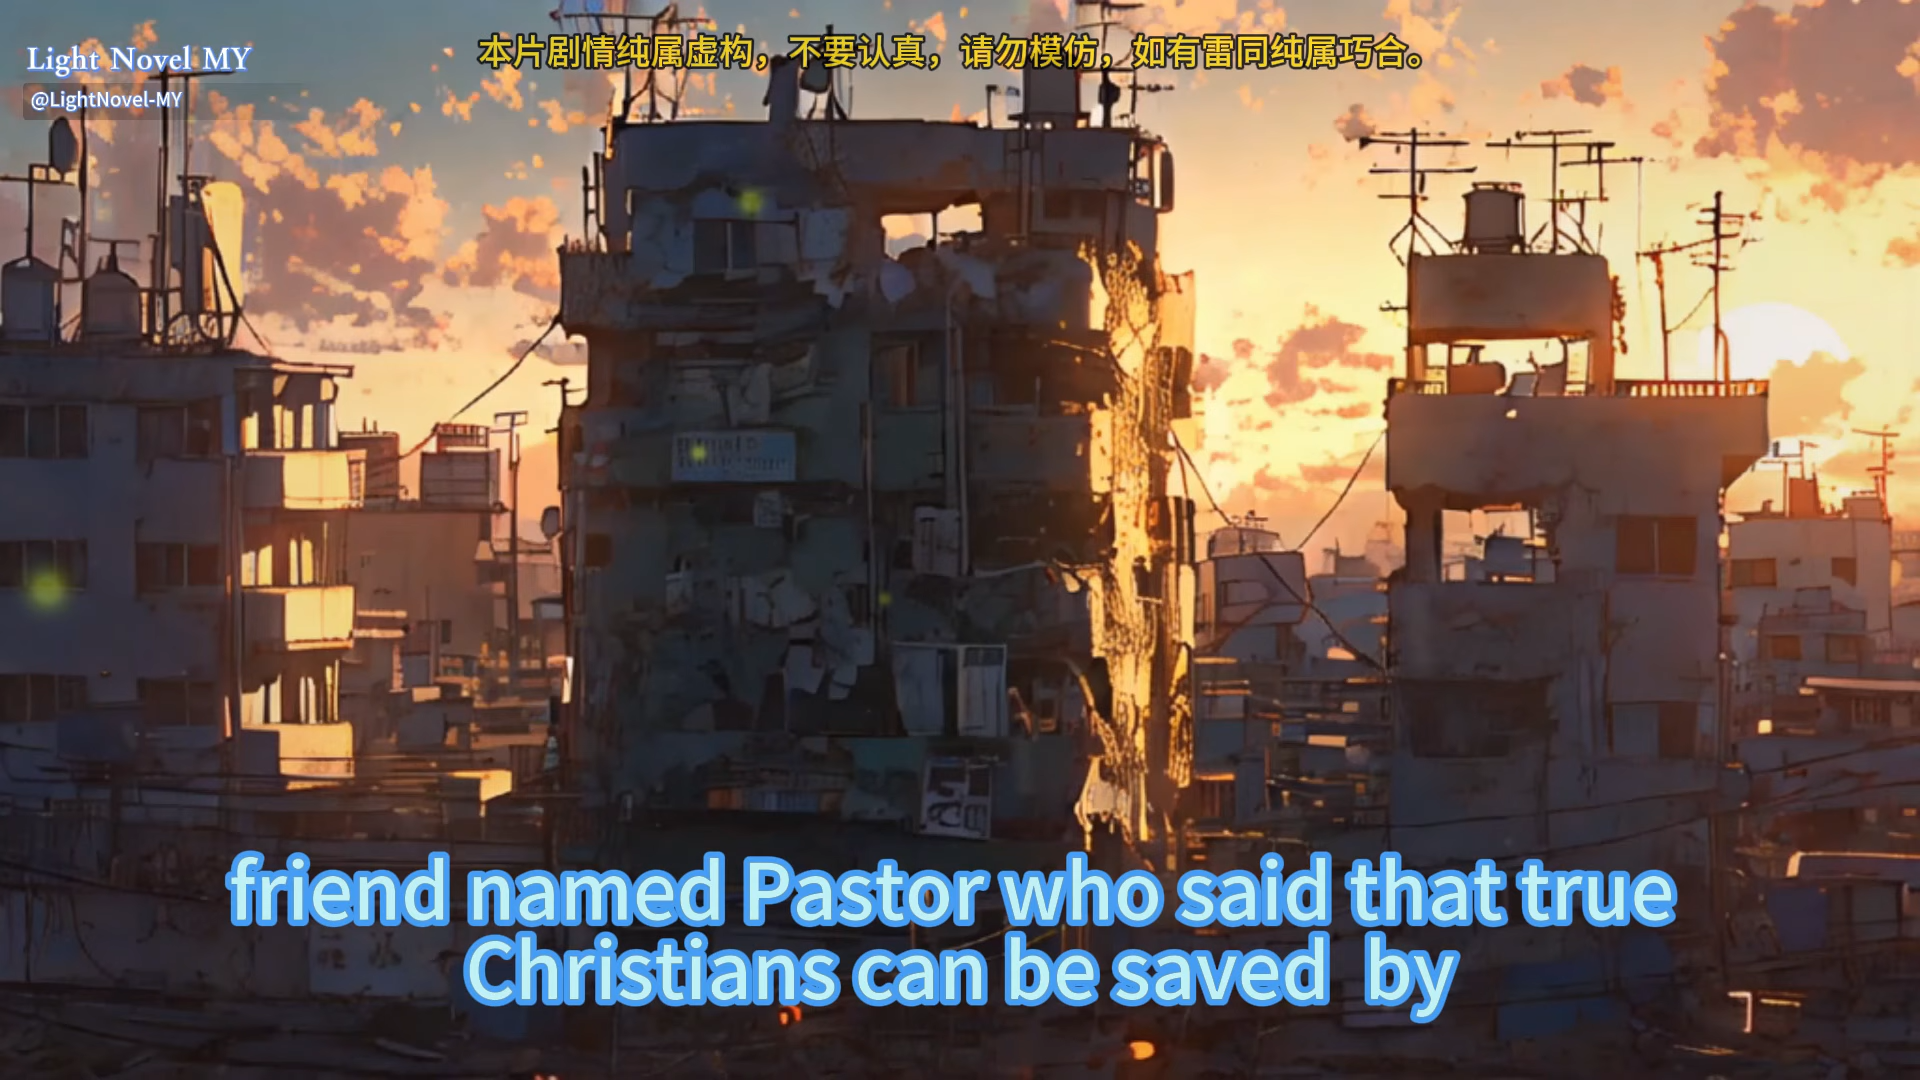 Light Novel MY
@LightNovel-MY
本片剧情纯属虚构，不要认真，请勿模仿，如有雷同纯属巧合。
friend named Pastor who said that true
Christians can be saved by